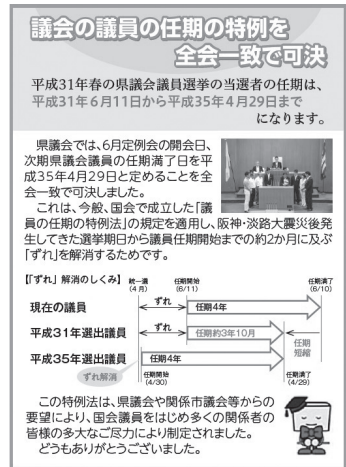 議会の議員の任期の特例を
全会一致で可決
平成31年春の県議会議員選挙の当選者の任期は、
平成31年6月11日から平成35年4月29日まで
になります。
県議会では、6月定例会の開会日、
次期県議会議員の任期満了日を平
成35年4月29日と定めることを全
会一致で可決しました。
これは、今般、国会で成立した「議
員の任期の特例法」の規定を適用し、阪神・淡路大震災後発
生してきた選挙期日から議員任期開始までの約2か月に及ぶ
「ずれ」を解消するためです。
【「ずれ」解消のしくみ】
統一選
(4月)
任期開始
(6/11)
任期満了
(6/10)
現在の議員
ずれ
任期4年
平成31年選出議員
ずれ
任期約3年10月
任期
短縮
平成35年選出議員
任期4年
ずれ解消
任期開始
(4/30)
任期満了
(4/29)
この特例法は、県議会や関係市議会等からの
要望により、国会議員をはじめ多くの関係者の
皆様の多大なご尽力により制定されました。
どうもありがとうございました。